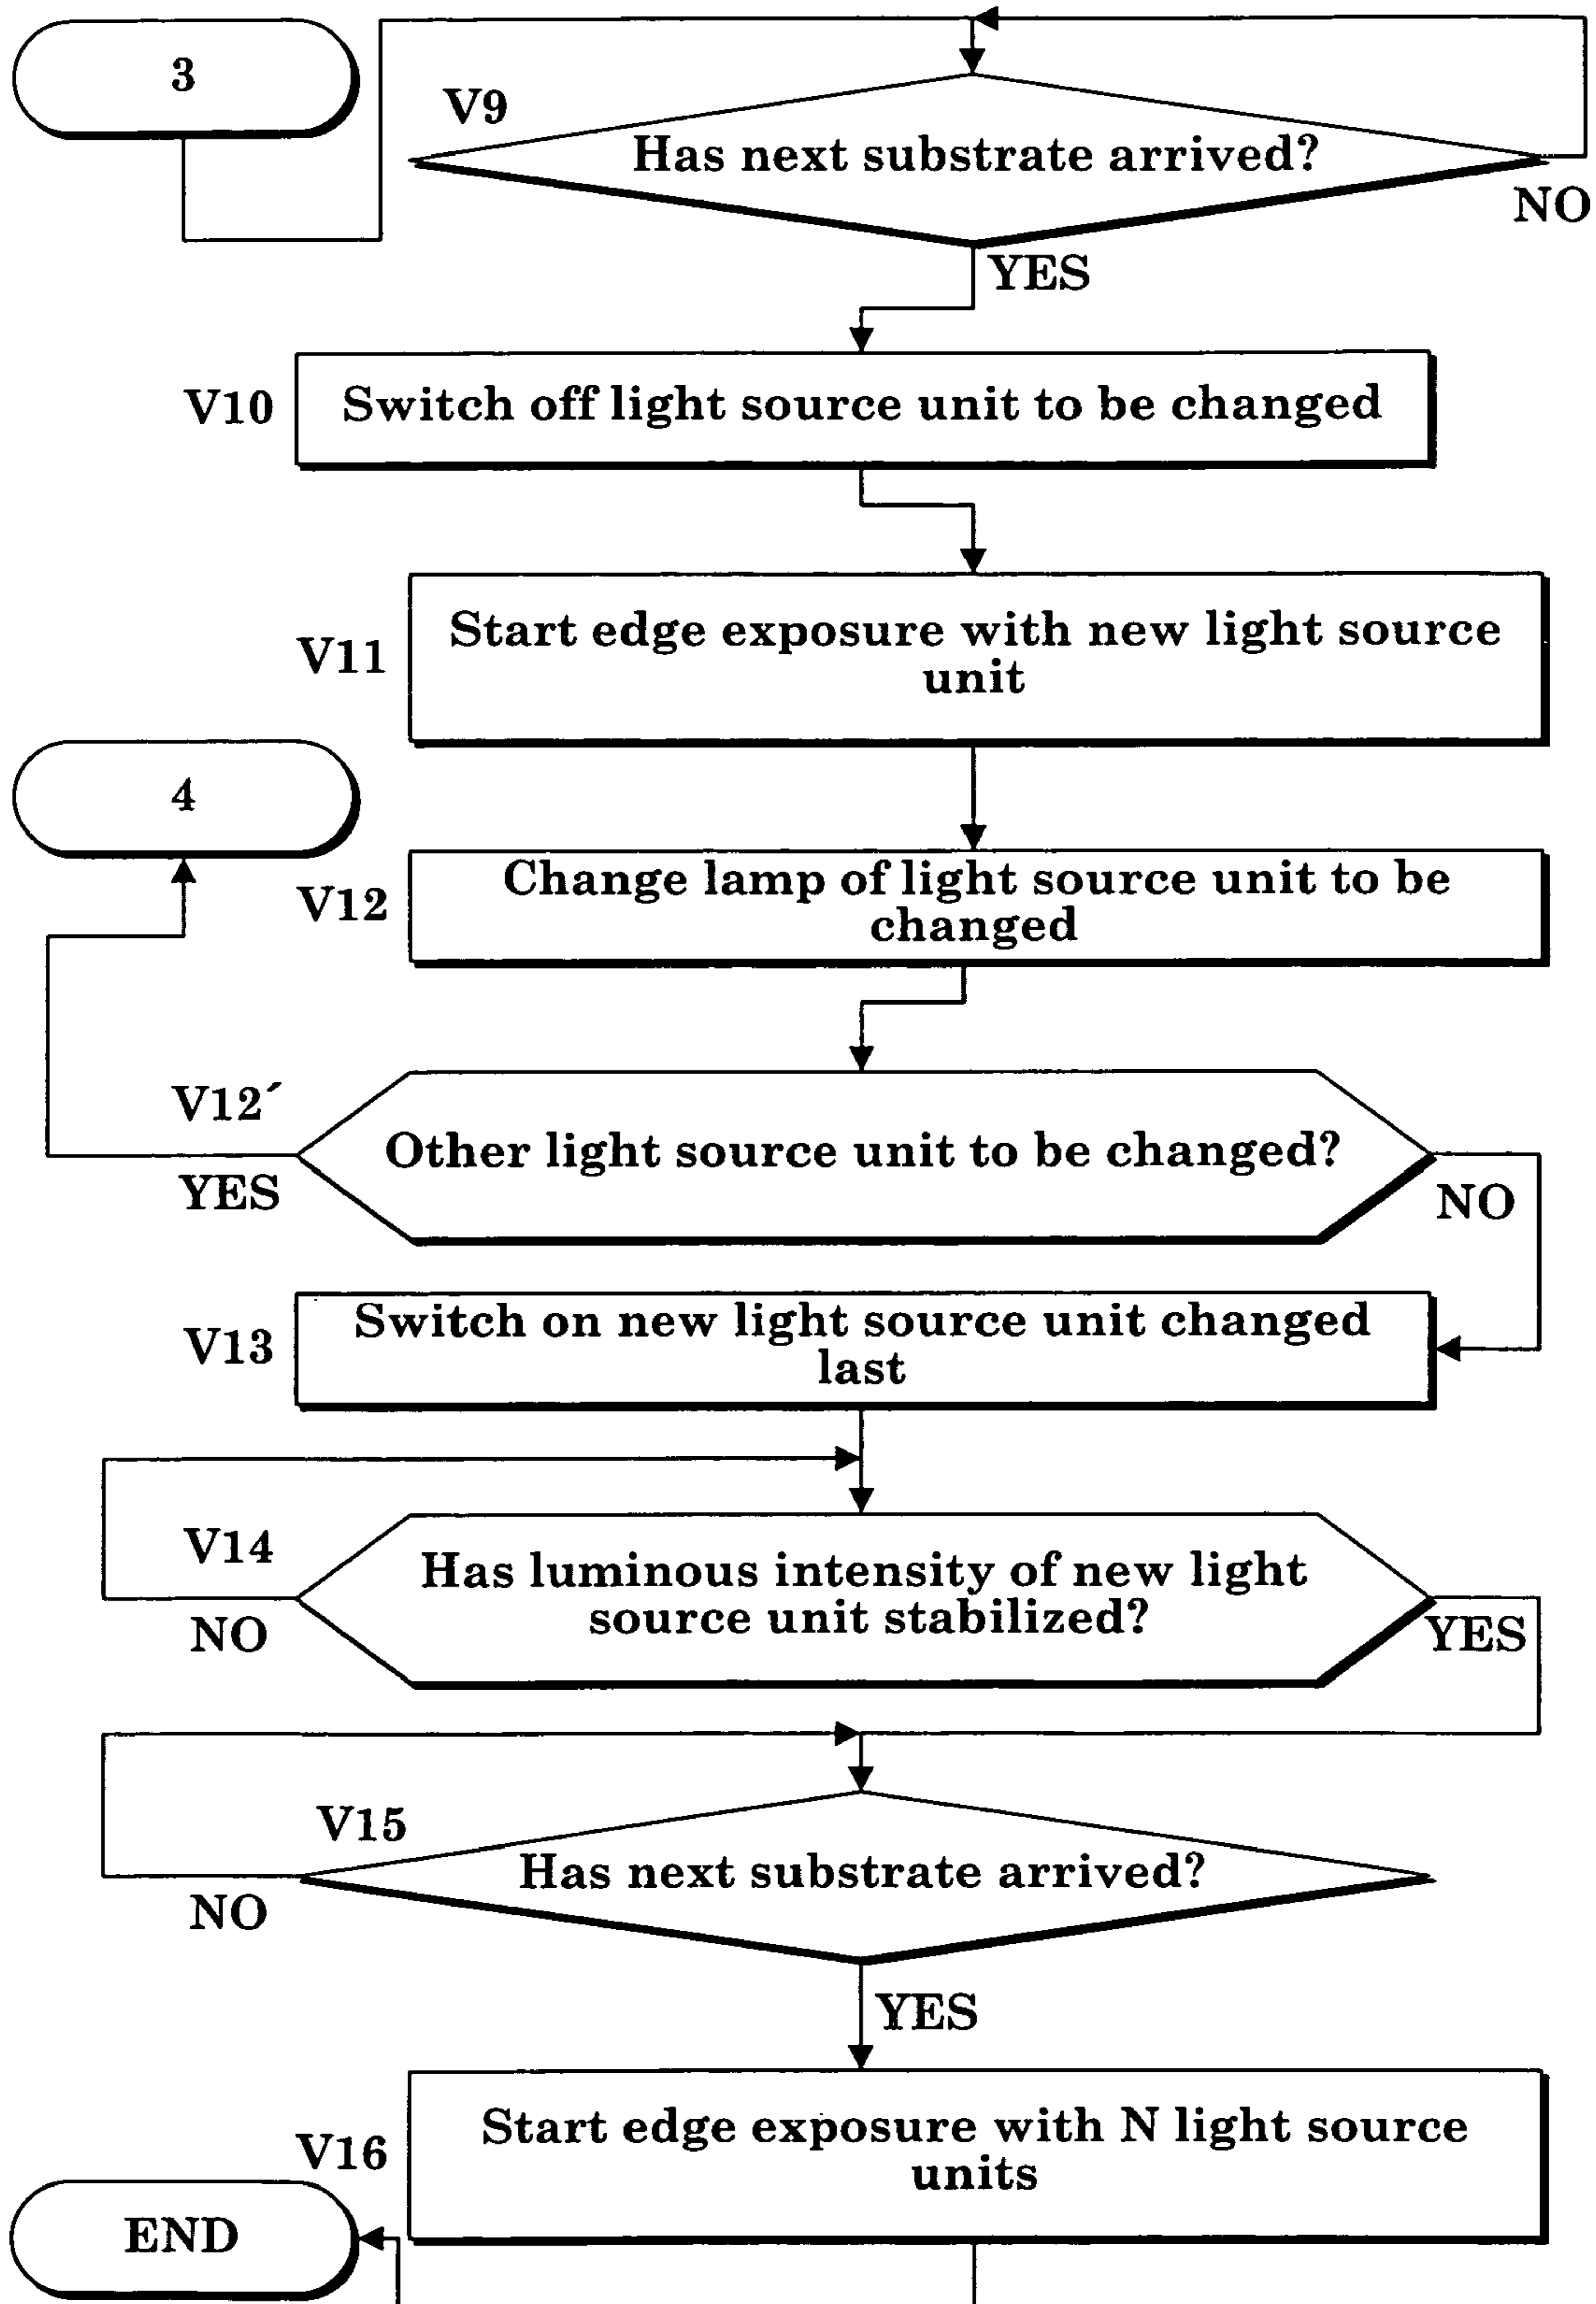 3
V9
Has next substrate arrived?
NO
YES
V10
Switch off light source unit to be changed
V11
Start edge exposure with new light source
unit
4
V12
Change lamp of light source unit to be
changed
V12´
Other light source unit to be changed?
YES
NO
V13
Switch on new light source unit changed
last
V14
Has luminous intensity of new light
source unit stabilized?
NO
YES
V15
Has next substrate arrived?
NO
YES
V16
Start edge exposure with N light source
units
END